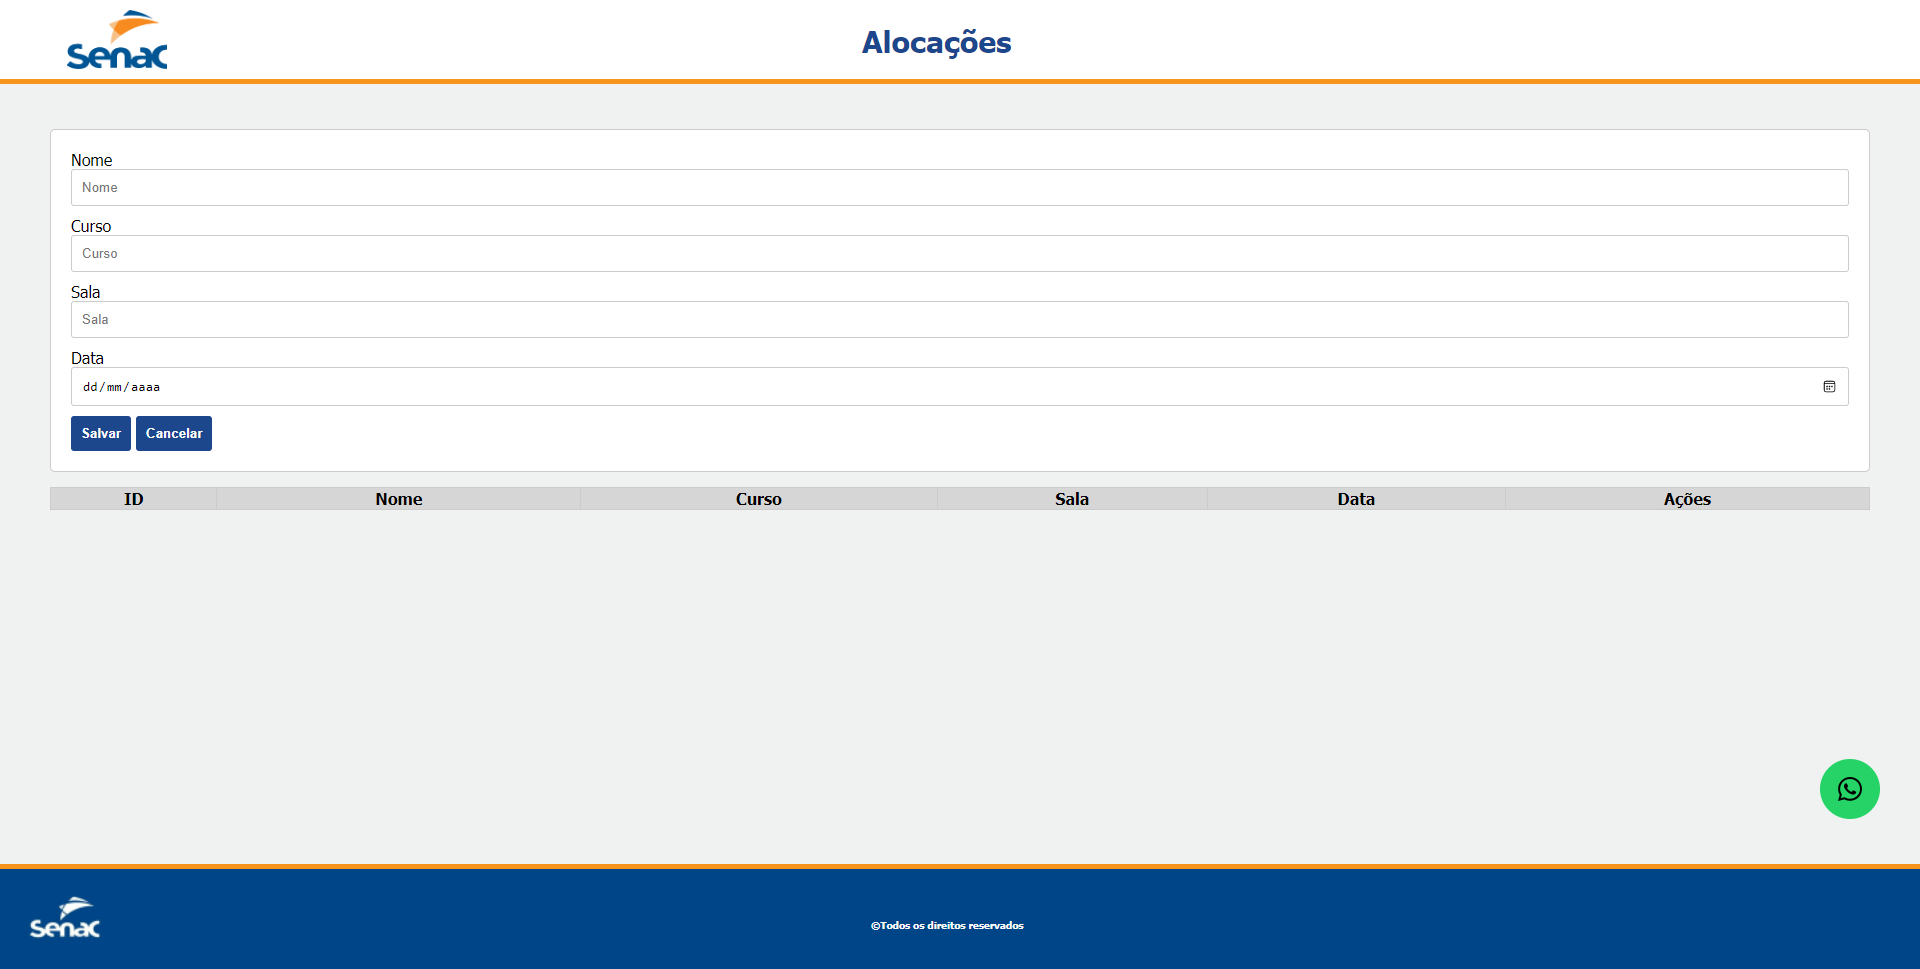 Senac
Alocações
Nome
Nome
Curso
Curso
Sala
Sala
Data
dd/mm/aaaa
Salvar Cancelar
ID Nome Curso Sala Data Ações
Senac
©Todos os direitos reservados